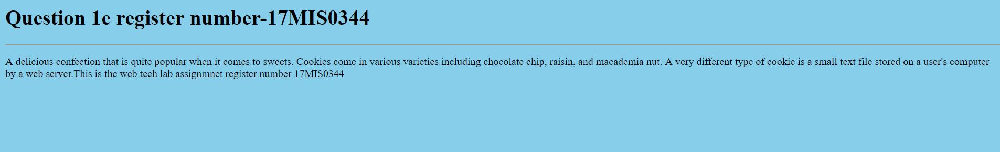 Question 1e register number-17MIS0344
A delicious confection that is quite popular when it comes to sweets. Cookies come in various varieties including chocolate chip, raisin, and macademia nut. A very different type of cookie is a small text file stored on a user's computer
by a web server.This is the web tech lab assignmnet register number 17MIS0344